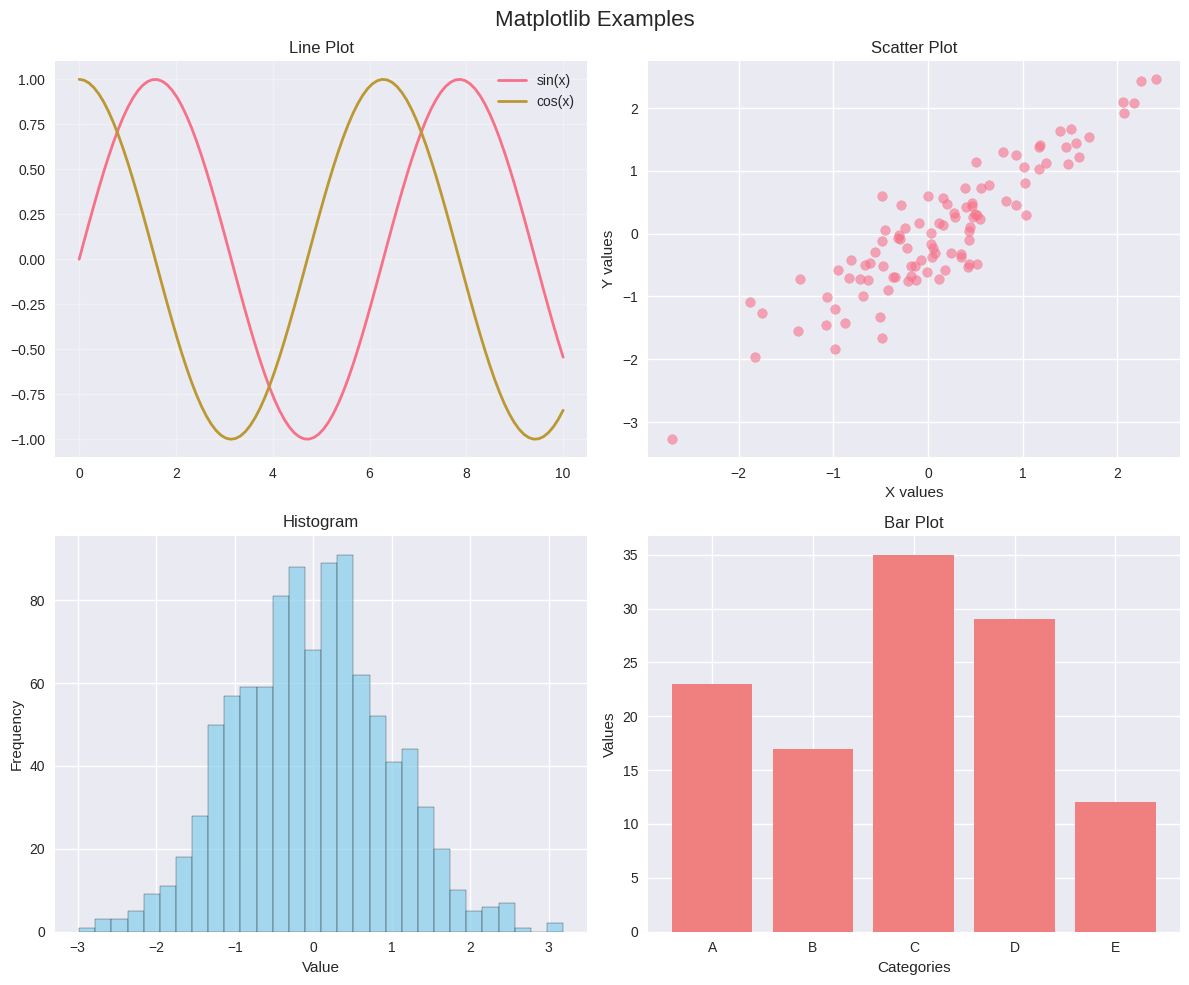 Matplotlib Examples
Line Plot
1.00
0.75
0.50
0.25
0.00
−0.25
−0.50
−0.75
−1.00
0 2 4 6 8 10
sin(x)
cos(x)
Scatter Plot
Y values
2
1
0
−1
−2
−3
−2 −1 0 1 2
X values
Histogram
Frequency
80
60
40
20
0
−3 −2 −1 0 1 2 3
Value
Bar Plot
Values
35
30
25
20
15
10
5
0
A B C D E
Categories